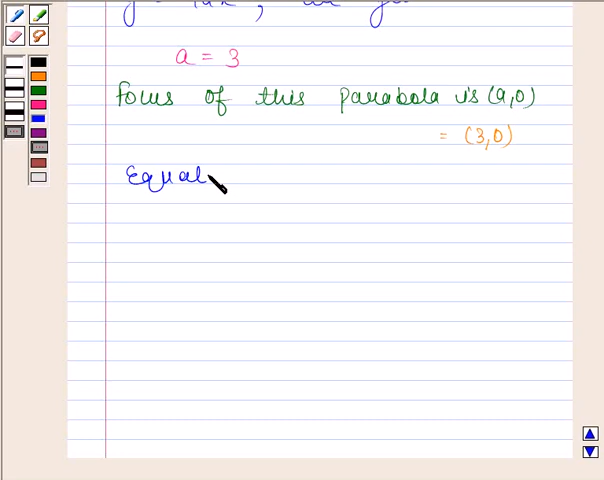 a = 3
Focus of this parabola is (a,0)
= (3,0)
Equal